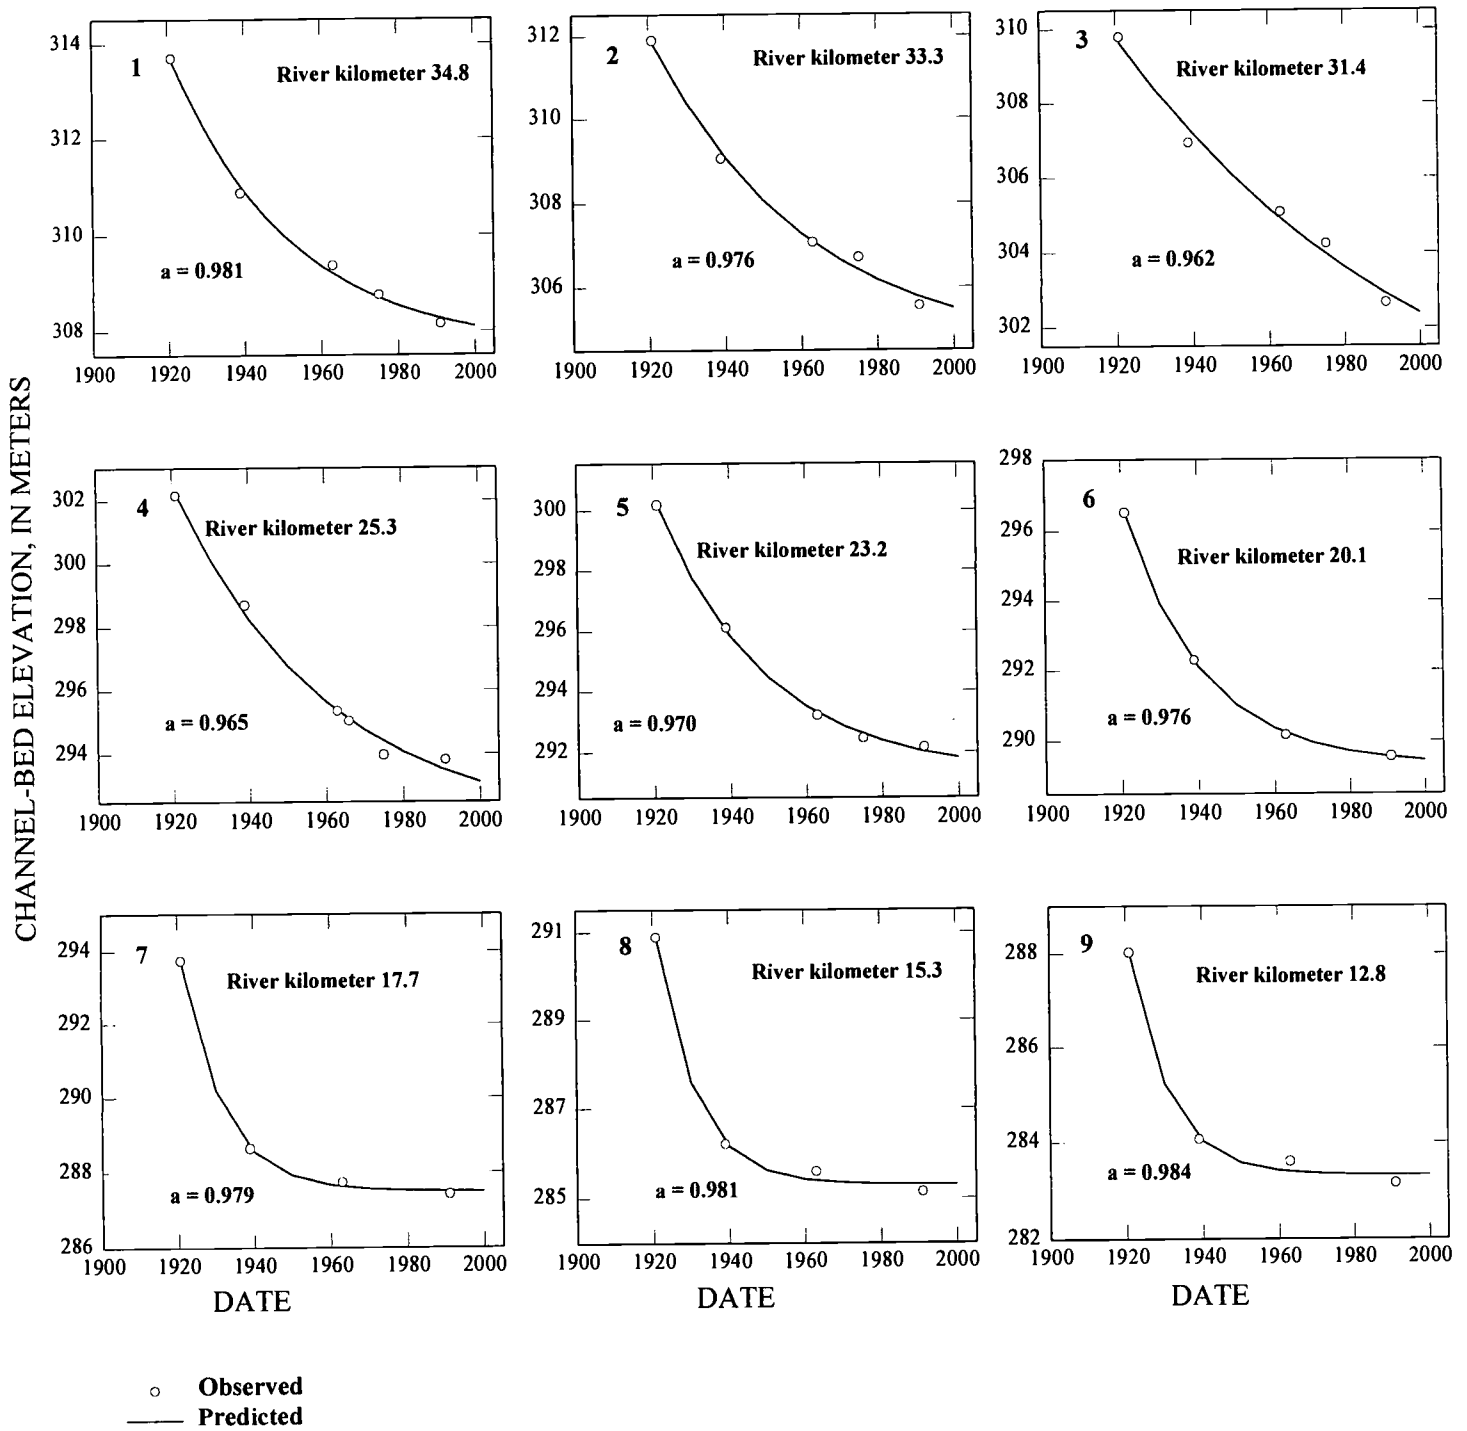 CHANNEL-BED ELEVATION, IN METERS
1
River kilometer 34.8
a = 0.981
314
312
310
308
1900 1920 1940 1960 1980 2000
2
River kilometer 33.3
a = 0.976
312
310
308
306
1900 1920 1940 1960 1980 2000
3
River kilometer 31.4
a = 0.962
310
308
306
304
302
1900 1920 1940 1960 1980 2000
4
River kilometer 25.3
a = 0.965
302
300
298
296
294
1900 1920 1940 1960 1980 2000
5
River kilometer 23.2
a = 0.970
300
298
296
294
292
1900 1920 1940 1960 1980 2000
6
River kilometer 20.1
a = 0.976
298
296
294
292
290
1900 1920 1940 1960 1980 2000
7
River kilometer 17.7
a = 0.979
294
292
290
288
286
1900 1920 1940 1960 1980 2000
DATE
8
River kilometer 15.3
a = 0.981
291
289
287
285
1900 1920 1940 1960 1980 2000
DATE
9
River kilometer 12.8
a = 0.984
288
286
284
282
1900 1920 1940 1960 1980 2000
DATE
Observed
Predicted